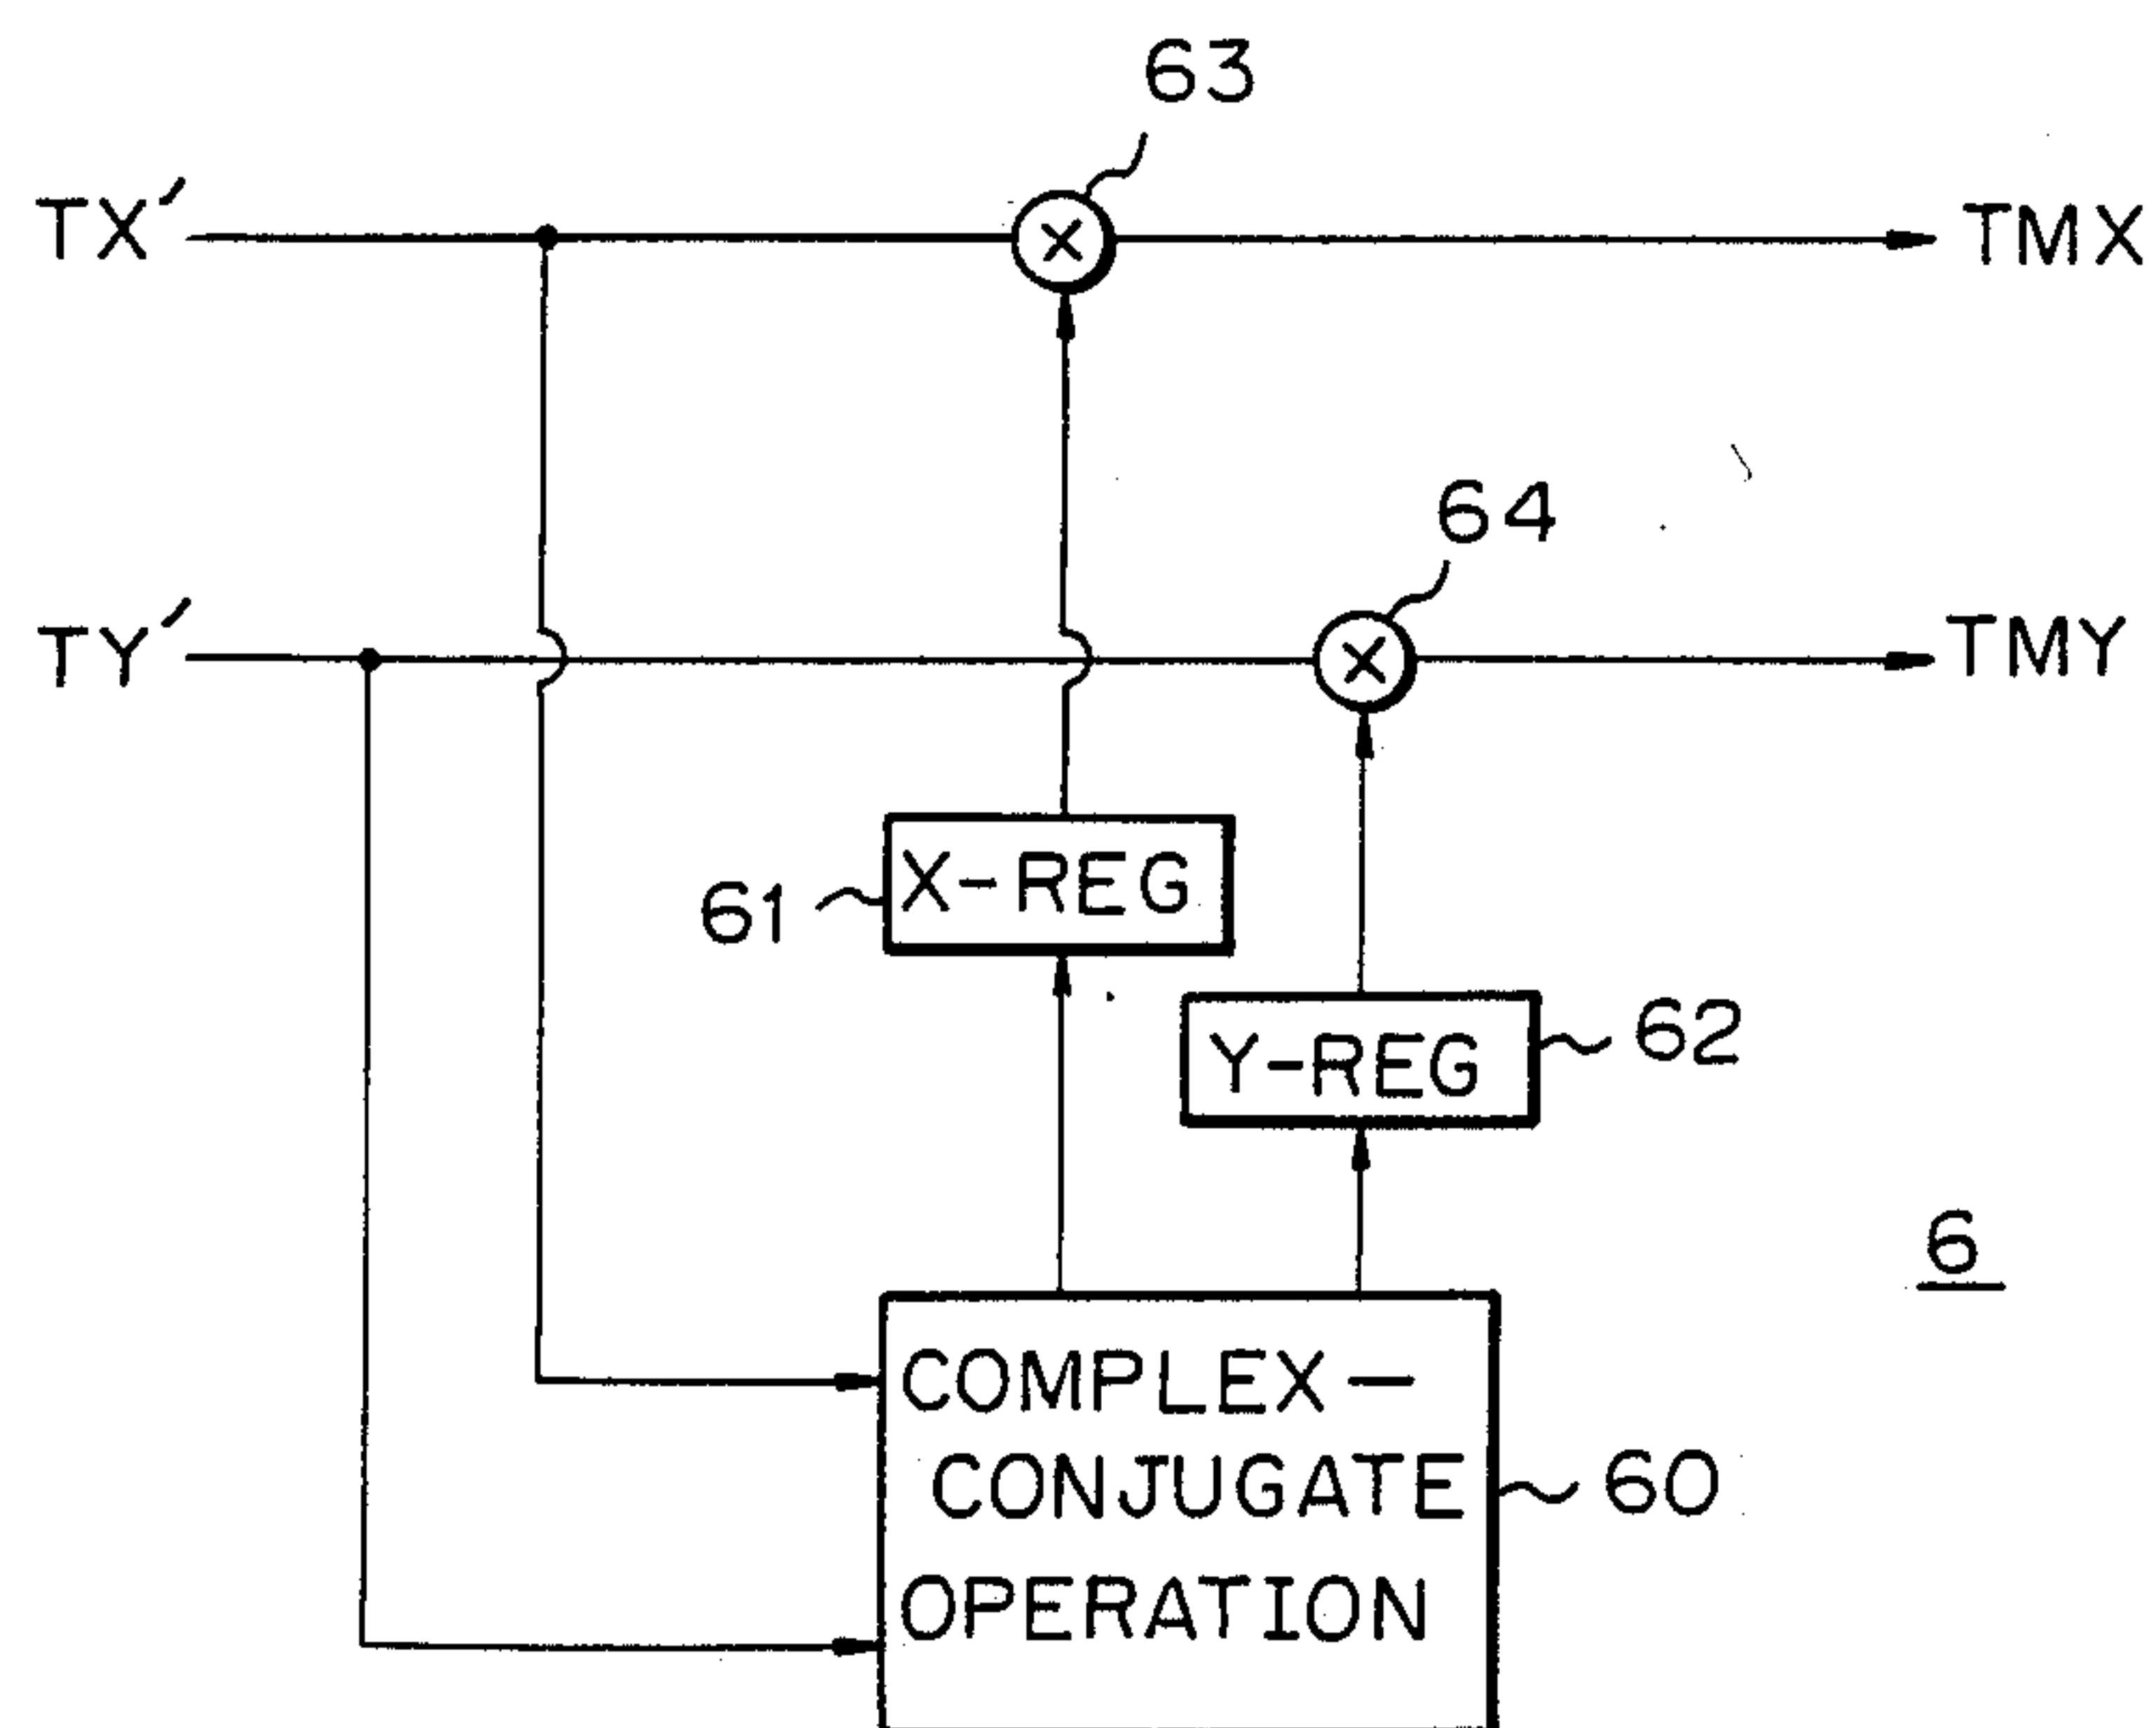 63
TX′
×
TMX
64
TY′
×
TMY
61
X-REG
Y-REG
62
6
COMPLEX-
CONJUGATE
60
OPERATION